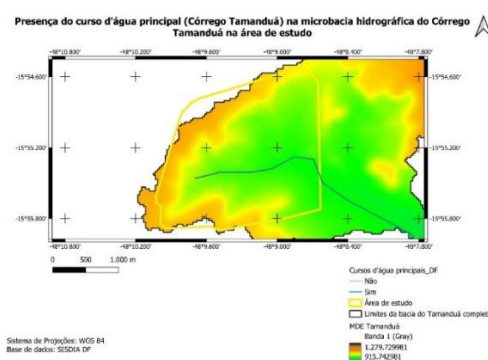 Presença do curso d'água principal (Córrego Tamanduá) na microbacia hidrográfica do Córrego
Tamanduá na área de estudo
-48°10.800' -48°10.200' -48°9.600' -48°9.000' -48°8.400' -48°7.800'
-15°54.600' -15°54.600'
-15°55.200' -15°55.200'
-15°55.800' -15°55.800'
-48°10.800' -48°10.200' -48°9.600' -48°9.000' -48°8.400' -48°7.800'
0 500 1.000 m
Cursos d'água principais_DF
Não
Sim
Área de estudo
Limites da bacia do Tamanduá complet
MDE Tamanduá
Banda 1 (Gray)
1.279,729981
915,742981
Sistema de Projeções: WGS 84
Base de dados: SISDIA DF